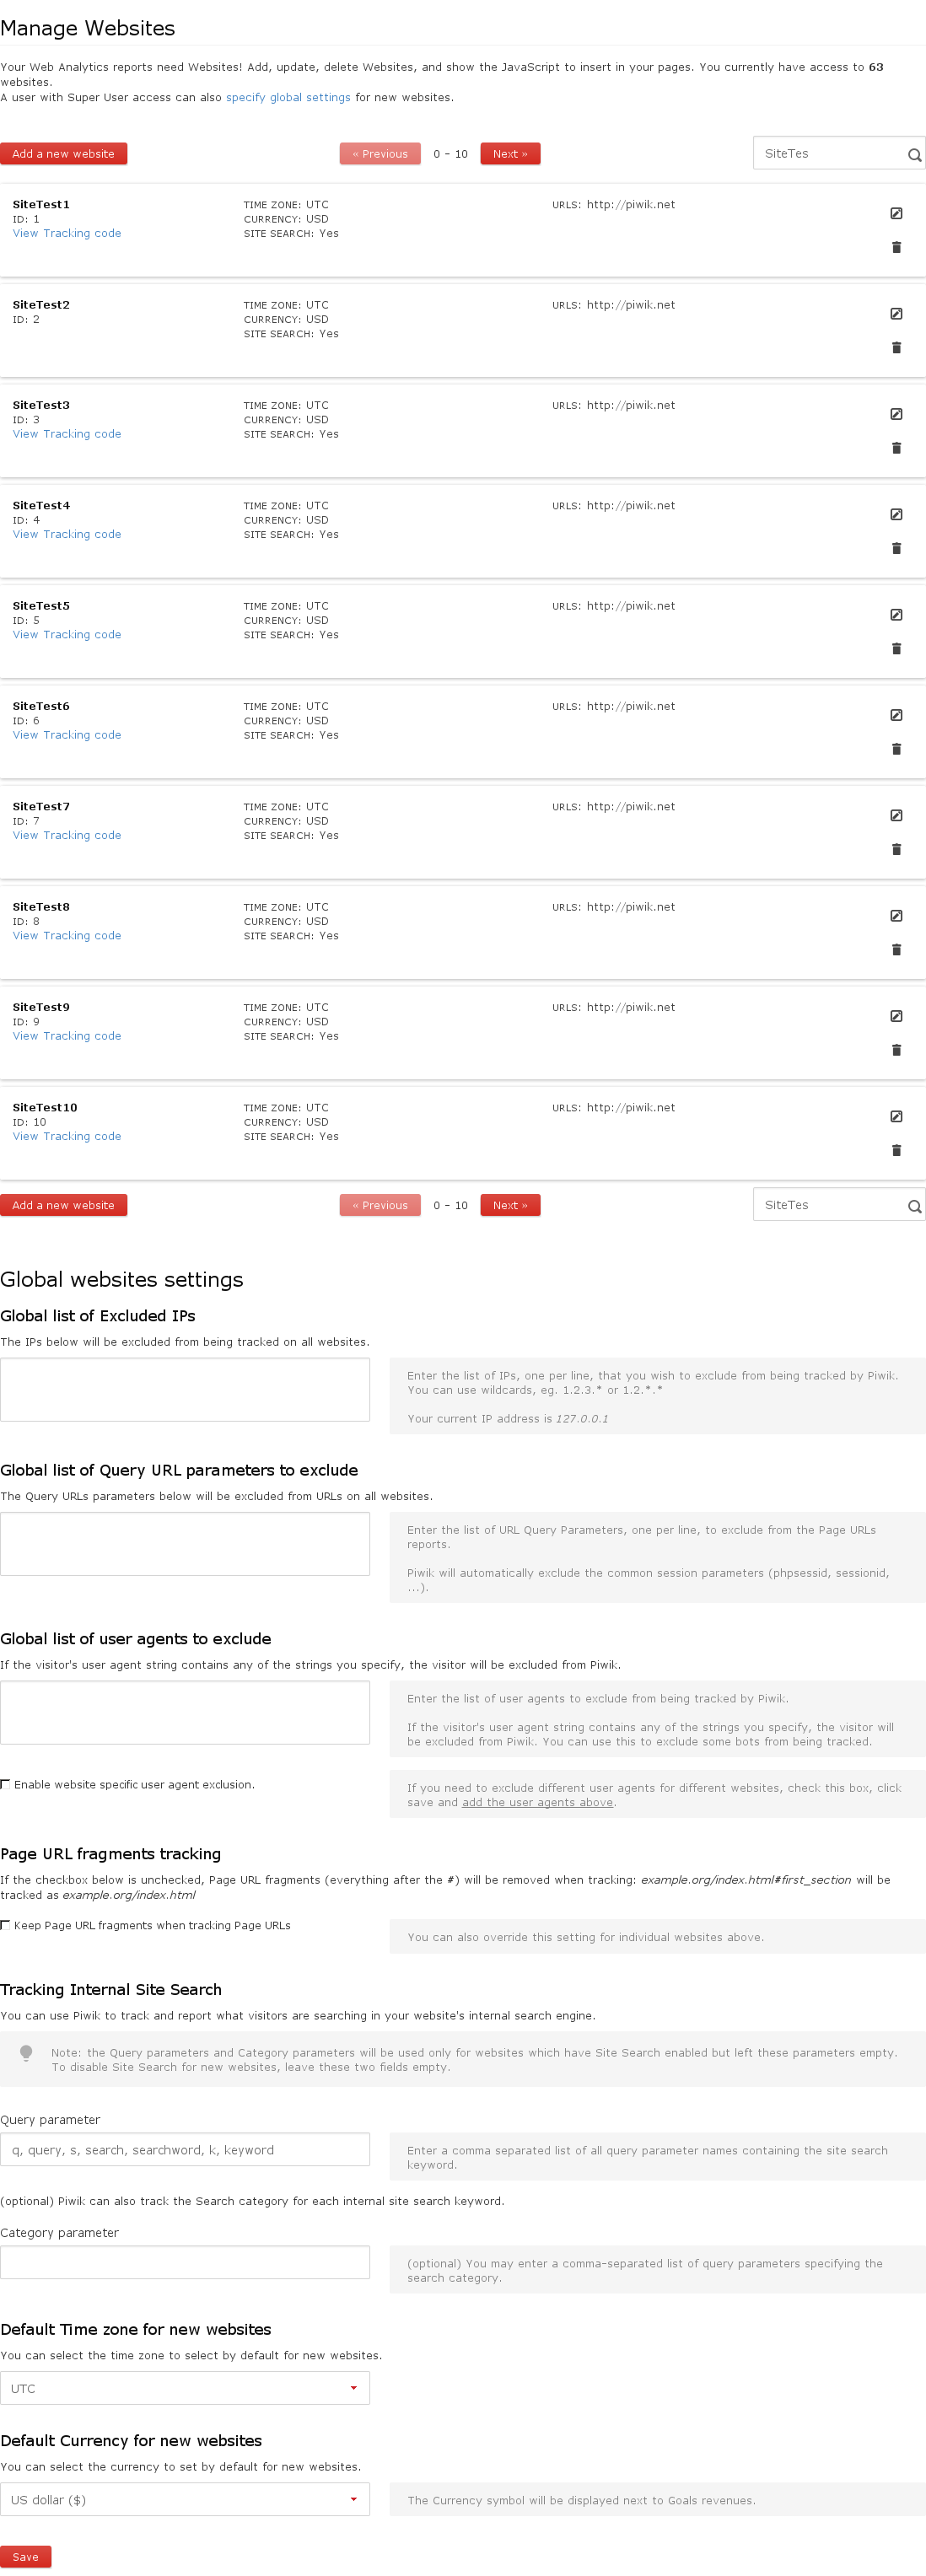 Manage Websites
Your Web Analytics reports need Websites! Add, update, delete Websites, and show the JavaScript to insert in your pages. You currently have access to 63
websites.
A user with Super User access can also specify global settings for new websites.
Add a new website « Previous 0 - 10 Next » SiteTes
SiteTest1 TIME ZONE: UTC URLS: http://piwik.net
ID: 1 CURRENCY: USD
View Tracking code SITE SEARCH: Yes
SiteTest2 TIME ZONE: UTC URLS: http://piwik.net
ID: 2 CURRENCY: USD
SITE SEARCH: Yes
SiteTest3 TIME ZONE: UTC URLS: http://piwik.net
ID: 3 CURRENCY: USD
View Tracking code SITE SEARCH: Yes
SiteTest4 TIME ZONE: UTC URLS: http://piwik.net
ID: 4 CURRENCY: USD
View Tracking code SITE SEARCH: Yes
SiteTest5 TIME ZONE: UTC URLS: http://piwik.net
ID: 5 CURRENCY: USD
View Tracking code SITE SEARCH: Yes
SiteTest6 TIME ZONE: UTC URLS: http://piwik.net
ID: 6 CURRENCY: USD
View Tracking code SITE SEARCH: Yes
SiteTest7 TIME ZONE: UTC URLS: http://piwik.net
ID: 7 CURRENCY: USD
View Tracking code SITE SEARCH: Yes
SiteTest8 TIME ZONE: UTC URLS: http://piwik.net
ID: 8 CURRENCY: USD
View Tracking code SITE SEARCH: Yes
SiteTest9 TIME ZONE: UTC URLS: http://piwik.net
ID: 9 CURRENCY: USD
View Tracking code SITE SEARCH: Yes
SiteTest10 TIME ZONE: UTC URLS: http://piwik.net
ID: 10 CURRENCY: USD
View Tracking code SITE SEARCH: Yes
Add a new website « Previous 0 - 10 Next » SiteTes
Global websites settings
Global list of Excluded IPs
The IPs below will be excluded from being tracked on all websites.
Enter the list of IPs, one per line, that you wish to exclude from being tracked by Piwik.
You can use wildcards, eg. 1.2.3.* or 1.2.*.*
Your current IP address is 127.0.0.1
Global list of Query URL parameters to exclude
The Query URLs parameters below will be excluded from URLs on all websites.
Enter the list of URL Query Parameters, one per line, to exclude from the Page URLs
reports.
Piwik will automatically exclude the common session parameters (phpsessid, sessionid,
...).
Global list of user agents to exclude
If the visitor's user agent string contains any of the strings you specify, the visitor will be excluded from Piwik.
Enter the list of user agents to exclude from being tracked by Piwik.
If the visitor's user agent string contains any of the strings you specify, the visitor will
be excluded from Piwik. You can use this to exclude some bots from being tracked.
Enable website specific user agent exclusion.
If you need to exclude different user agents for different websites, check this box, click
save and add the user agents above.
Page URL fragments tracking
If the checkbox below is unchecked, Page URL fragments (everything after the #) will be removed when tracking: example.org/index.html#first_section will be
tracked as example.org/index.html
Keep Page URL fragments when tracking Page URLs
You can also override this setting for individual websites above.
Tracking Internal Site Search
You can use Piwik to track and report what visitors are searching in your website's internal search engine.
Note: the Query parameters and Category parameters will be used only for websites which have Site Search enabled but left these parameters empty.
To disable Site Search for new websites, leave these two fields empty.
Query parameter
q, query, s, search, searchword, k, keyword
Enter a comma separated list of all query parameter names containing the site search
keyword.
(optional) Piwik can also track the Search category for each internal site search keyword.
Category parameter
(optional) You may enter a comma-separated list of query parameters specifying the
search category.
Default Time zone for new websites
You can select the time zone to select by default for new websites.
UTC
Default Currency for new websites
You can select the currency to set by default for new websites.
US dollar ($)
The Currency symbol will be displayed next to Goals revenues.
Save